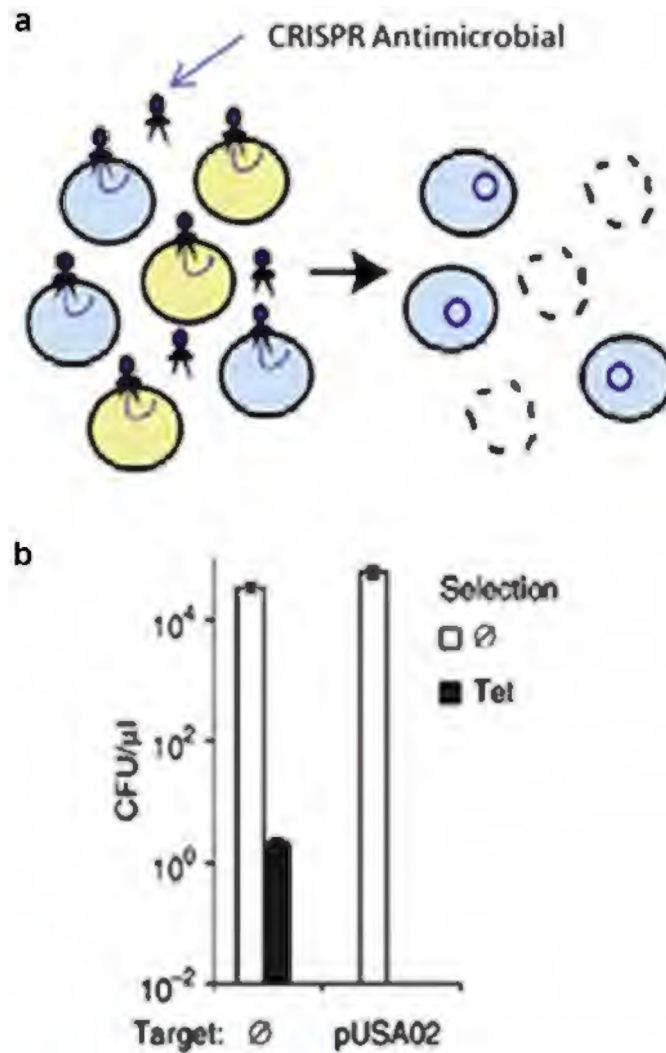 a
CRISPR Antimicrobial
b
Selection
∅
Tet
CFU/µl
10⁴
10²
10⁰
10⁻²
Target: ∅ pUSA02